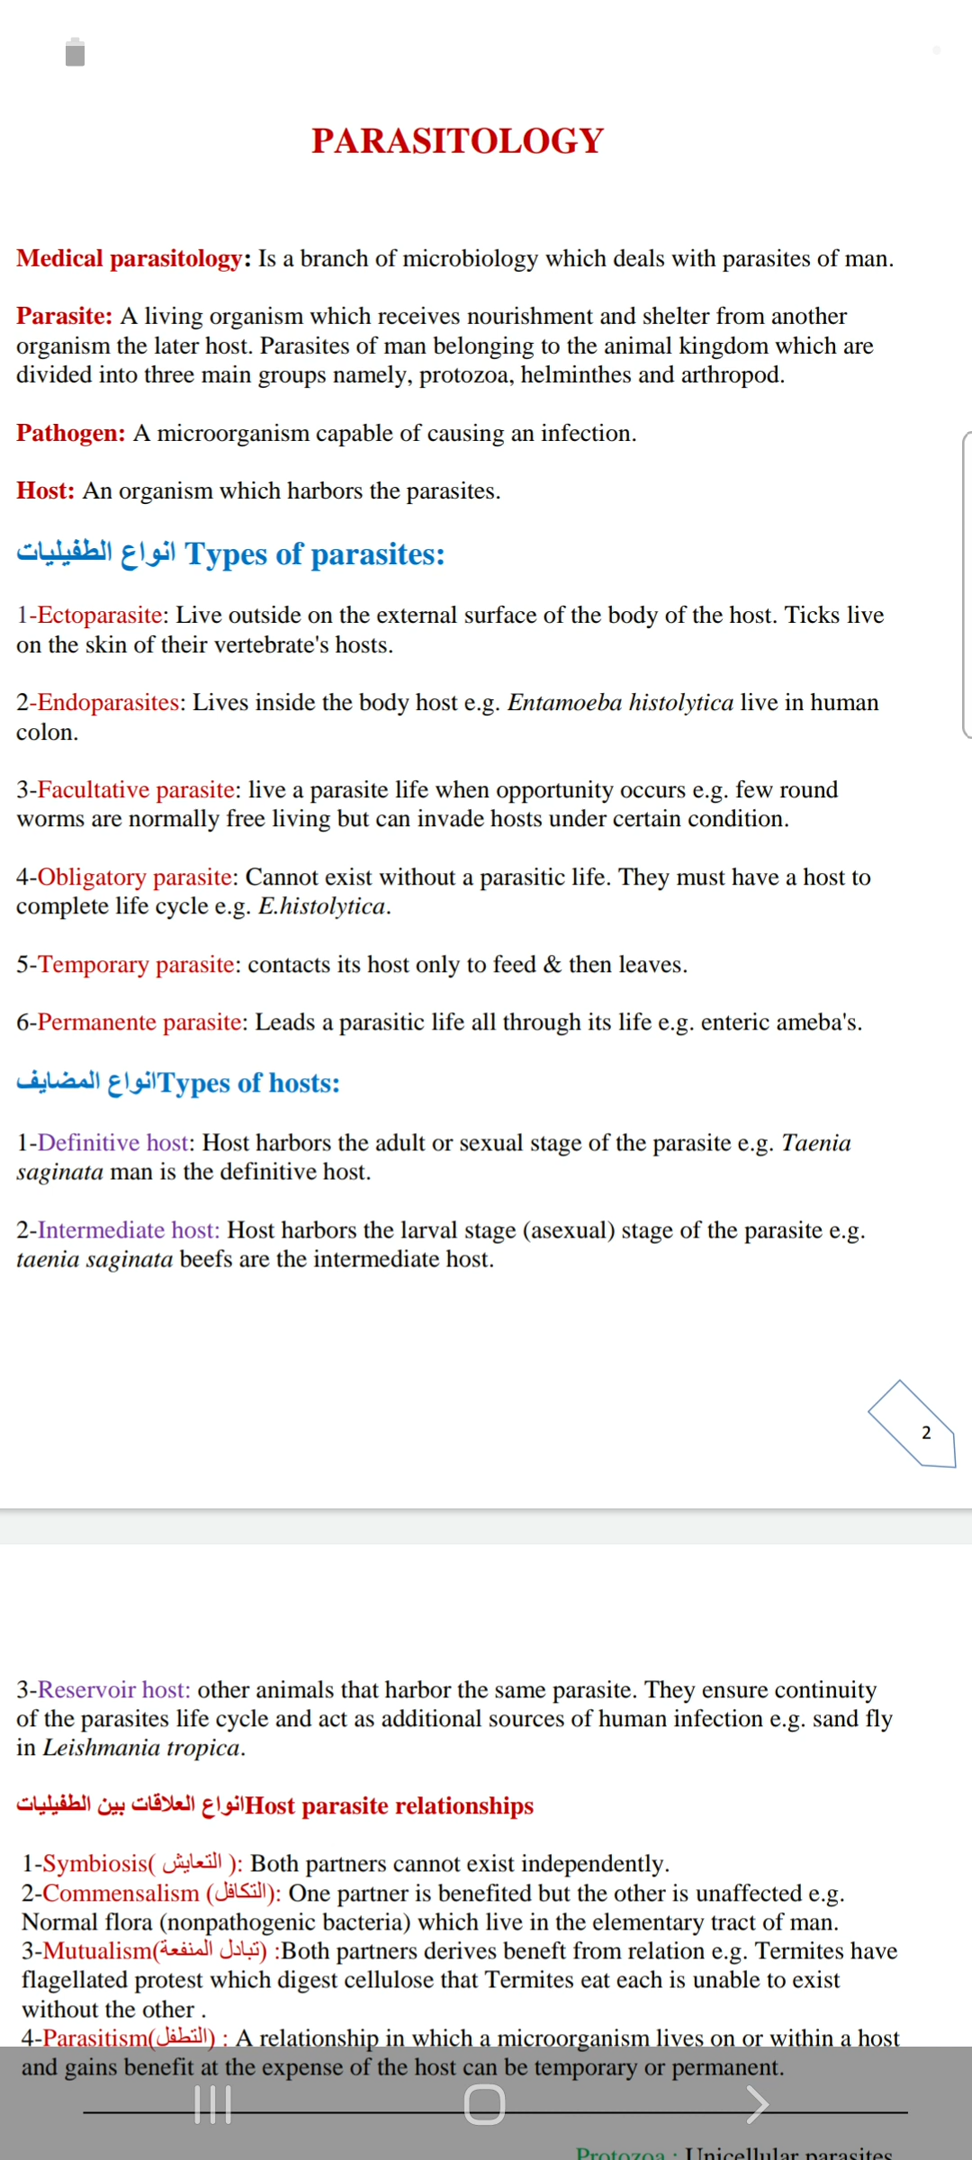 PARASITOLOGY
Medical parasitology: Is a branch of microbiology which deals with parasites of man.
Parasite: A living organism which receives nourishment and shelter from another
organism the later host. Parasites of man belonging to the animal kingdom which are
divided into three main groups namely, protozoa, helminthes and arthropod.
Pathogen: A microorganism capable of causing an infection.
Host: An organism which harbors the parasites.
انواع الطفيليات Types of parasites:
1-Ectoparasite: Live outside on the external surface of the body of the host. Ticks live
on the skin of their vertebrate's hosts.
2-Endoparasites: Lives inside the body host e.g. Entamoeba histolytica live in human
colon.
3-Facultative parasite: live a parasite life when opportunity occurs e.g. few round
worms are normally free living but can invade hosts under certain condition.
4-Obligatory parasite: Cannot exist without a parasitic life. They must have a host to
complete life cycle e.g. E.histolytica.
5-Temporary parasite: contacts its host only to feed & then leaves.
6-Permanente parasite: Leads a parasitic life all through its life e.g. enteric ameba's.
انواع المضايفTypes of hosts:
1-Definitive host: Host harbors the adult or sexual stage of the parasite e.g. Taenia
saginata man is the definitive host.
2-Intermediate host: Host harbors the larval stage (asexual) stage of the parasite e.g.
taenia saginata beefs are the intermediate host.
2
3-Reservoir host: other animals that harbor the same parasite. They ensure continuity
of the parasites life cycle and act as additional sources of human infection e.g. sand fly
in Leishmania tropica.
انواع العلاقات بين الطفيلياتHost parasite relationships
1-Symbiosis( التعايش ): Both partners cannot exist independently.
2-Commensalism (التكافل): One partner is benefited but the other is unaffected e.g.
Normal flora (nonpathogenic bacteria) which live in the elementary tract of man.
3-Mutualism(تبادل المنفعة) :Both partners derives beneft from relation e.g. Termites have
flagellated protest which digest cellulose that Termites eat each is unable to exist
without the other .
4-Parasitism(التطفل) : A relationship in which a microorganism lives on or within a host
and gains benefit at the expense of the host can be temporary or permanent.
Protozoa : Unicellular parasites